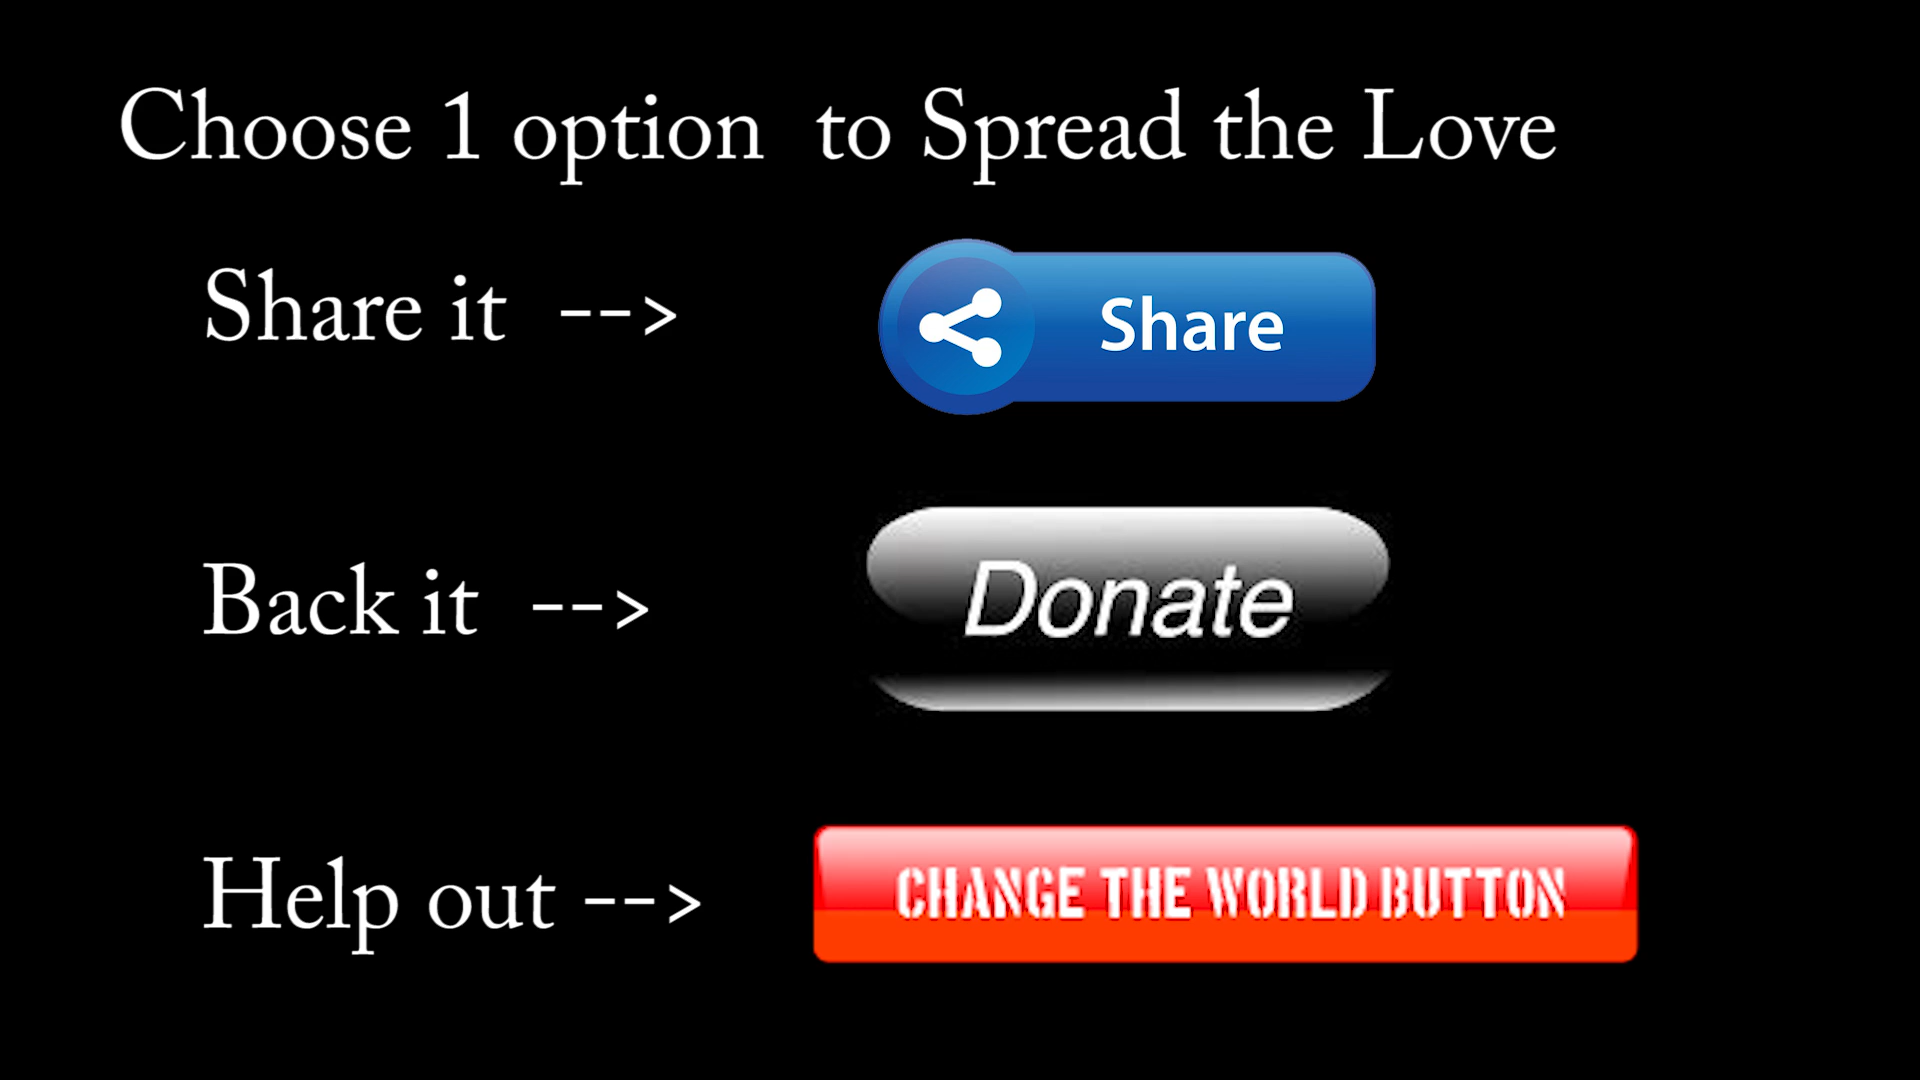 Choose 1 option  to Spread the Love
Share it  -->
Share
Back it  -->
Donate
Help out -->
CHANGE THE WORLD BUTTON